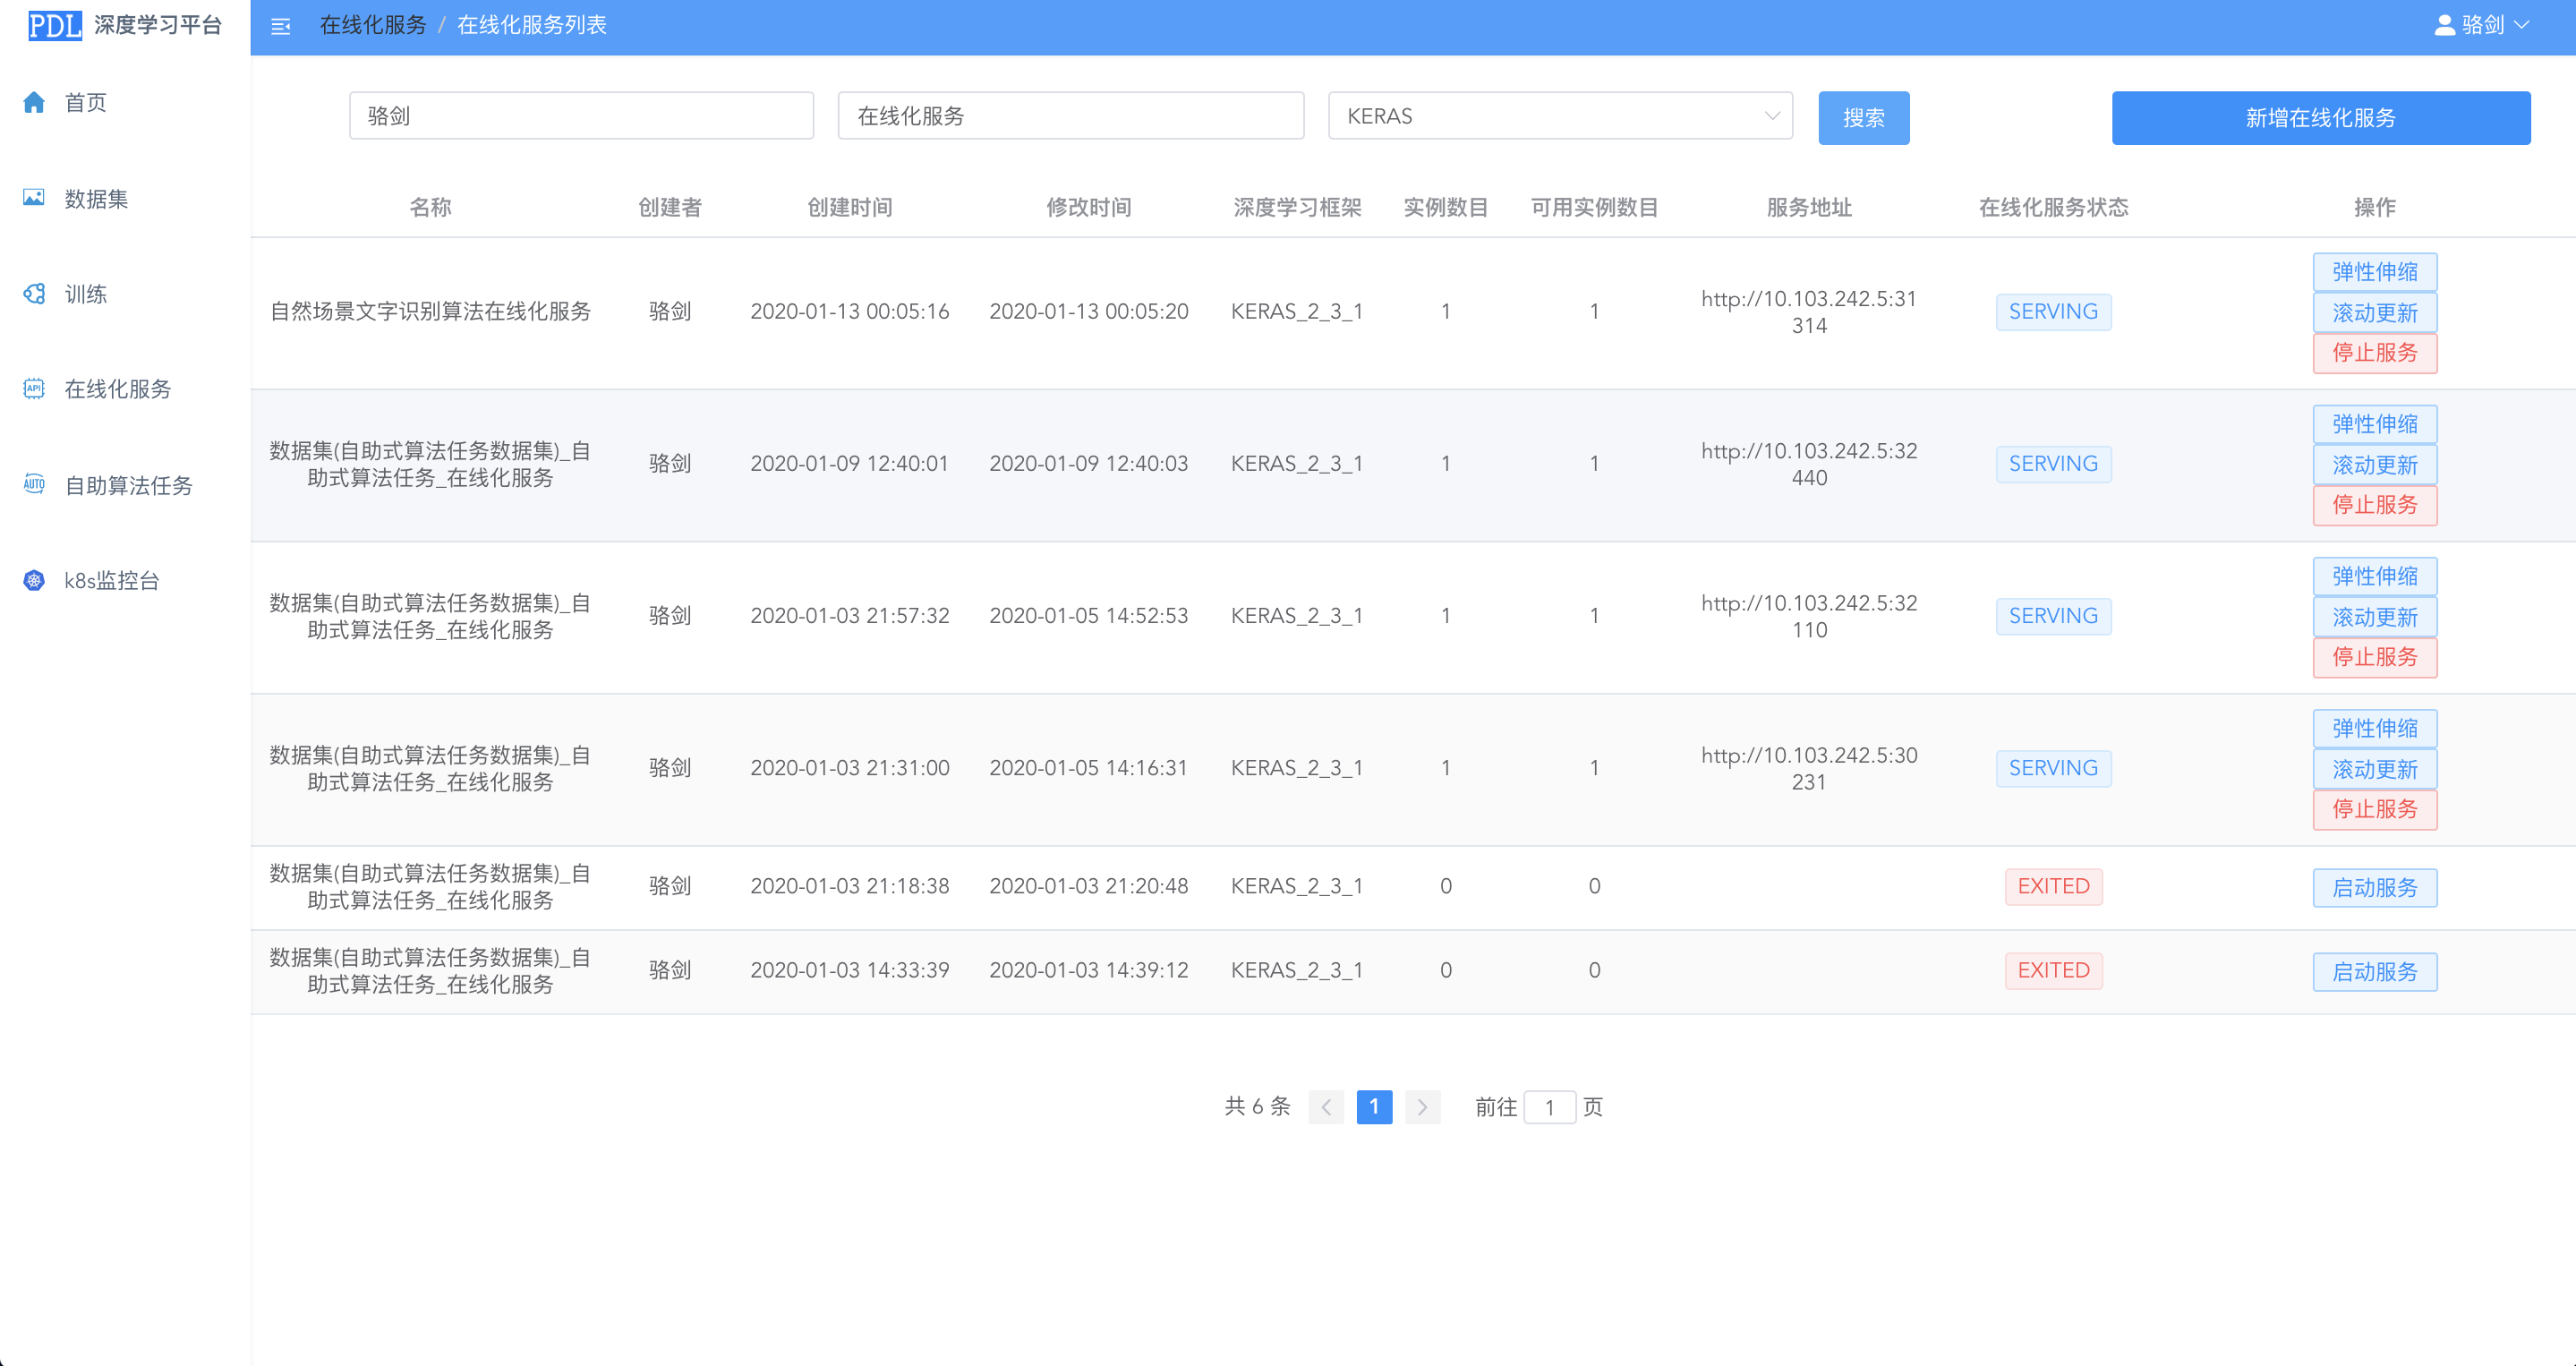 PDL 深度学习平台
在线化服务 / 在线化服务列表
骆剑
首页
数据集
训练
API
在线化服务
AUTO
自助算法任务
k8s监控台
骆剑
在线化服务
KERAS
搜索
新增在线化服务
名称 创建者 创建时间 修改时间 深度学习框架 实例数目 可用实例数目 服务地址 在线化服务状态 操作
自然场景文字识别算法在线化服务 骆剑 2020-01-13 00:05:16 2020-01-13 00:05:20 KERAS_2_3_1 1 1 http://10.103.242.5:31
314
SERVING
弹性伸缩
滚动更新
停止服务
数据集(自助式算法任务数据集)_自
助式算法任务_在线化服务
骆剑 2020-01-09 12:40:01 2020-01-09 12:40:03 KERAS_2_3_1 1 1 http://10.103.242.5:32
440
SERVING
弹性伸缩
滚动更新
停止服务
数据集(自助式算法任务数据集)_自
助式算法任务_在线化服务
骆剑 2020-01-03 21:57:32 2020-01-05 14:52:53 KERAS_2_3_1 1 1 http://10.103.242.5:32
110
SERVING
弹性伸缩
滚动更新
停止服务
数据集(自助式算法任务数据集)_自
助式算法任务_在线化服务
骆剑 2020-01-03 21:31:00 2020-01-05 14:16:31 KERAS_2_3_1 1 1 http://10.103.242.5:30
231
SERVING
弹性伸缩
滚动更新
停止服务
数据集(自助式算法任务数据集)_自
助式算法任务_在线化服务
骆剑 2020-01-03 21:18:38 2020-01-03 21:20:48 KERAS_2_3_1 0 0 EXITED 启动服务
数据集(自助式算法任务数据集)_自
助式算法任务_在线化服务
骆剑 2020-01-03 14:33:39 2020-01-03 14:39:12 KERAS_2_3_1 0 0 EXITED 启动服务
共 6 条 1 前往 1 页